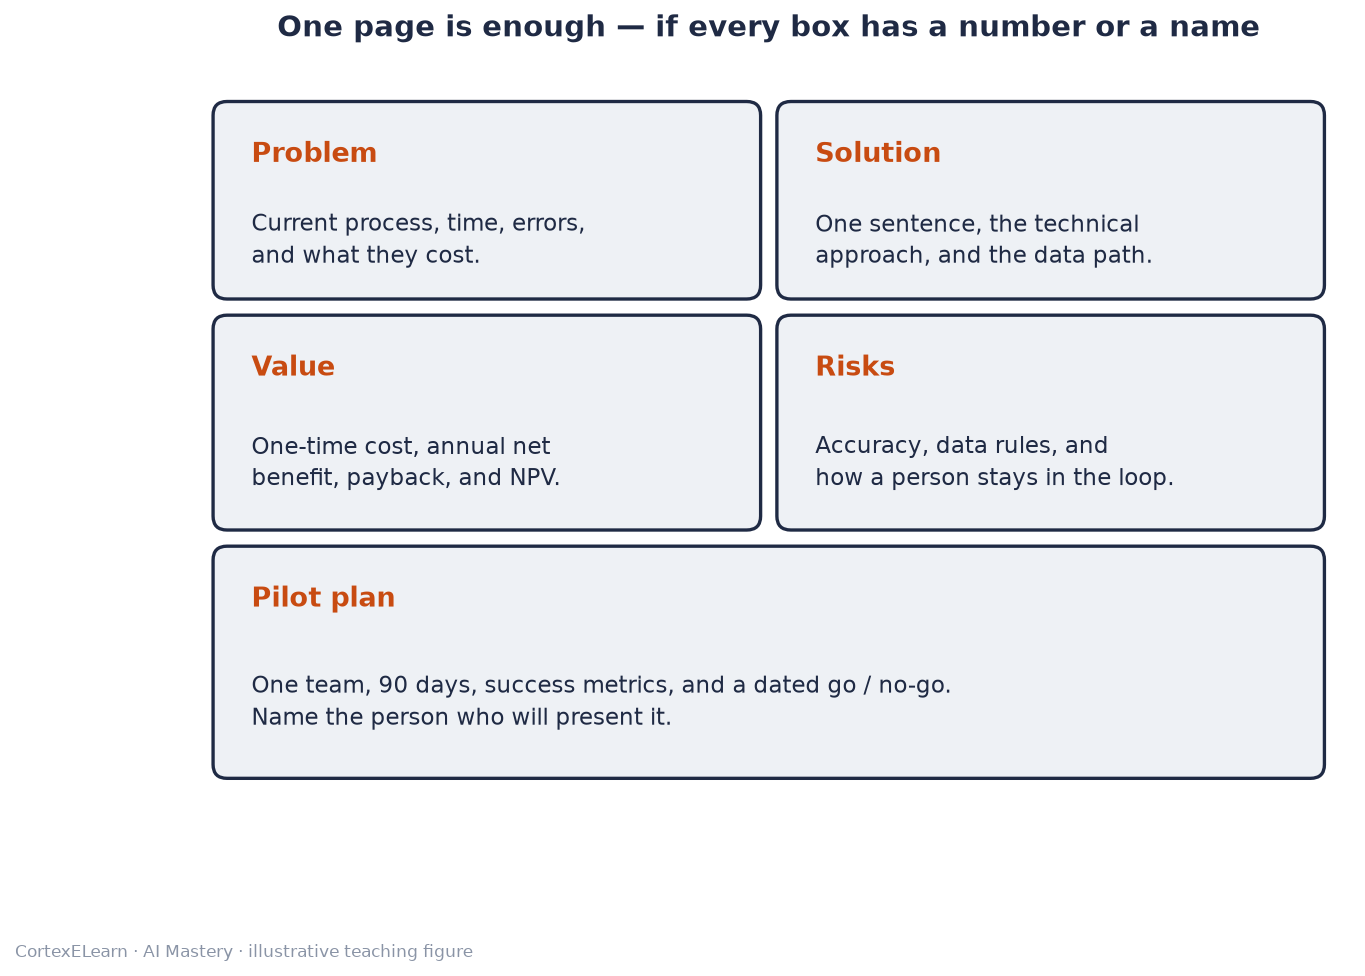 One page is enough — if every box has a number or a name
Problem
Current process, time, errors,
and what they cost.
Solution
One sentence, the technical
approach, and the data path.
Value
One-time cost, annual net
benefit, payback, and NPV.
Risks
Accuracy, data rules, and
how a person stays in the loop.
Pilot plan
One team, 90 days, success metrics, and a dated go / no-go.
Name the person who will present it.
CortexELearn · AI Mastery · illustrative teaching figure